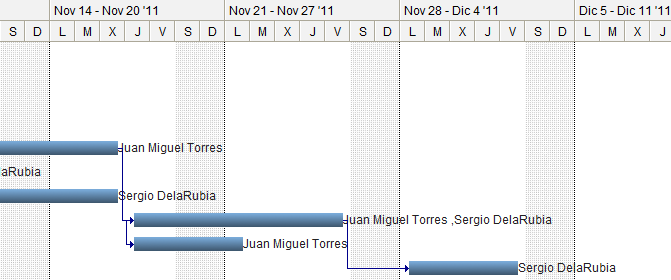 Nov 14 - Nov 20 '11 Nov 21 - Nov 27 '11 Nov 28 - Dic 4 '11 Dic 5 - Dic 11 '11
S D L M X J V S D L M X J V S D L M X J V S D L M X J
Juan Miguel Torres
laRubia
Sergio DelaRubia
Juan Miguel Torres ,Sergio DelaRubia
Juan Miguel Torres
Sergio DelaRubia